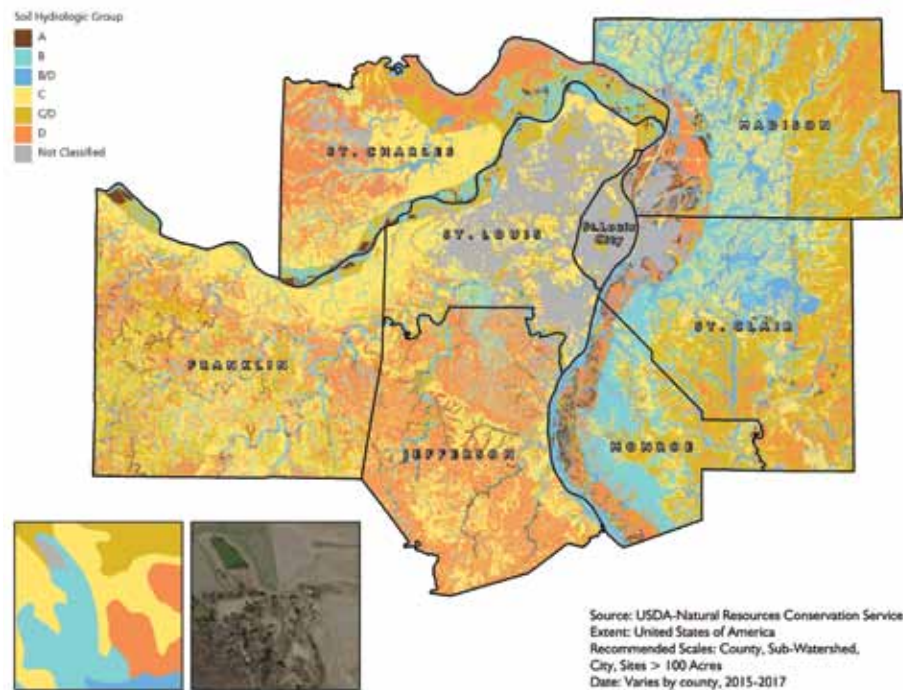 Soil Hydrologic Group
A
B
B/D
C
C/D
D
Not Classified
MADISON
ST. CHARLES
ST. LOUIS
St. Louis
City
ST. CLAIR
FRANKLIN
MONROE
JEFFERSON
Source: USDA-Natural Resources Conservation Service
Extent: United States of America
Recommended Scales: County, Sub-Watershed,
City, Sites > 100 Acres
Date: Varies by county, 2015-2017